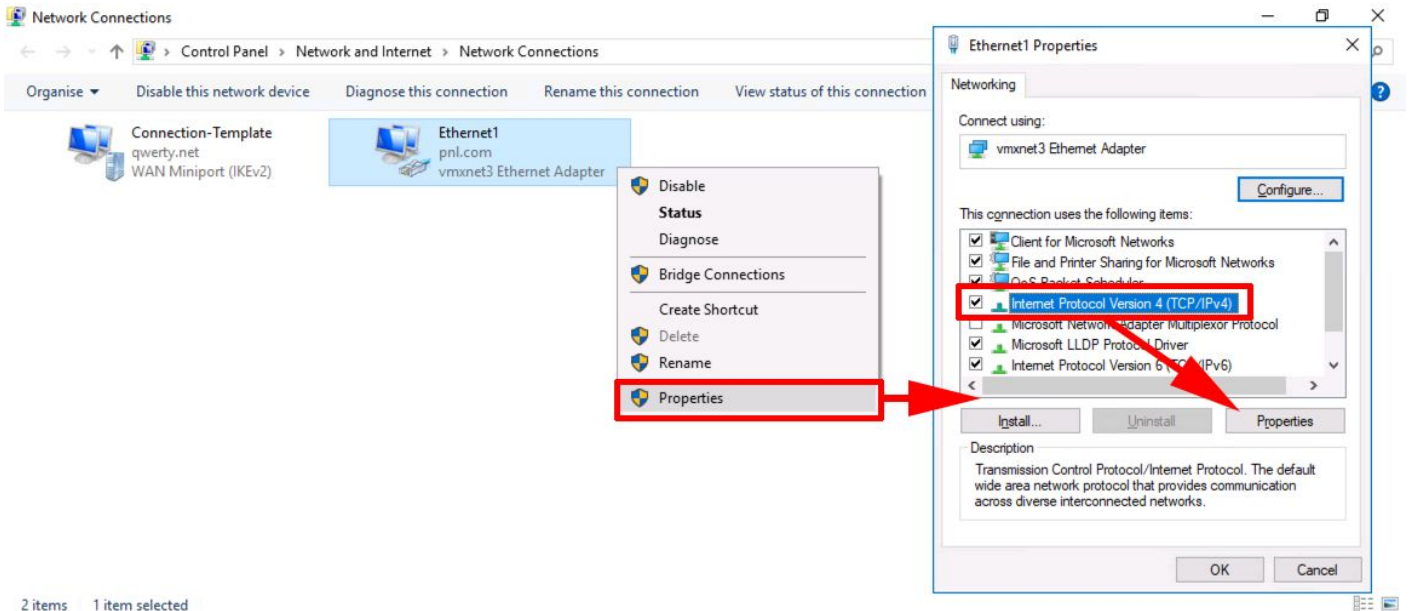 Network Connections
Control Panel > Network and Internet > Network Connections
Organise Disable this network device Diagnose this connection Rename this connection View status of this connection
Connection-Template
qwerty.net
WAN Miniport (IKEv2)
Ethernet1
pnl.com
vmxnet3 Ethernet Adapter
Disable
Status
Diagnose
Bridge Connections
Create Shortcut
Delete
Rename
Properties
Ethernet1 Properties
Networking
Connect using:
vmxnet3 Ethernet Adapter
Configure...
This connection uses the following items:
Client for Microsoft Networks
File and Printer Sharing for Microsoft Networks
QoS Packet Scheduler
Internet Protocol Version 4 (TCP/IPv4)
Microsoft Network Adapter Multiplexor Protocol
Microsoft LLDP Protocol Driver
Internet Protocol Version 6 (TCP/IPv6)
Install... Uninstall Properties
Description
Transmission Control Protocol/Internet Protocol. The default
wide area network protocol that provides communication
across diverse interconnected networks.
OK Cancel
2 items 1 item selected